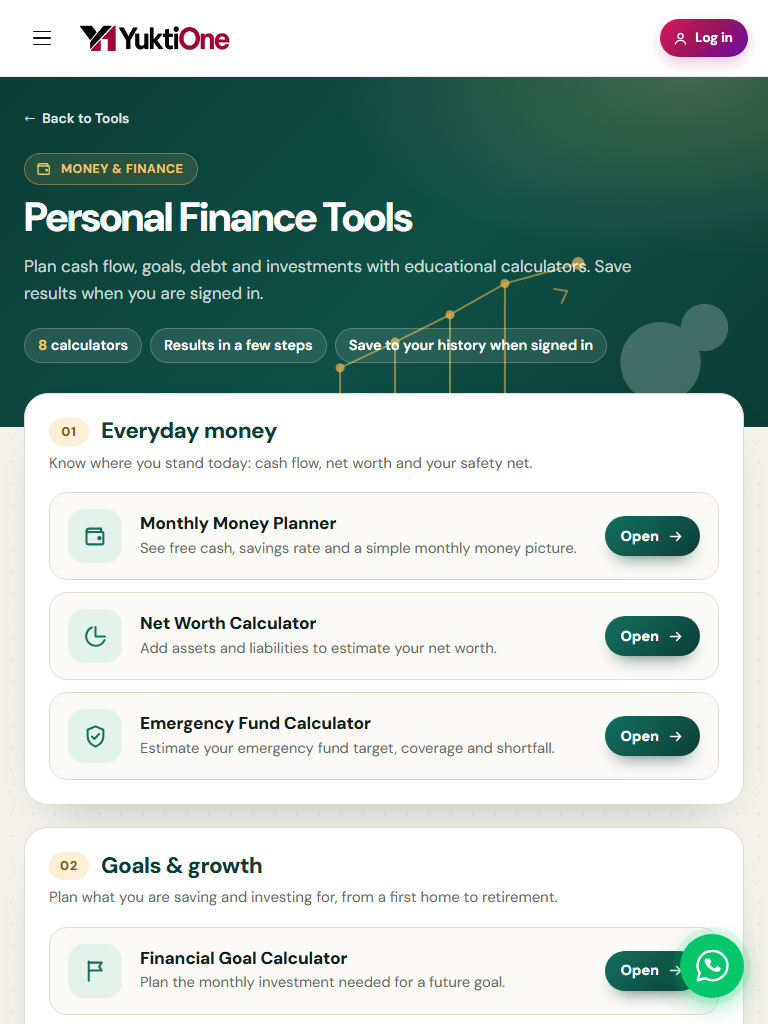 YuktiOne
Log in
← Back to Tools
MONEY & FINANCE
Personal Finance Tools
Plan cash flow, goals, debt and investments with educational calculators. Save
results when you are signed in.
8 calculators
Results in a few steps
Save to your history when signed in
01 Everyday money
Know where you stand today: cash flow, net worth and your safety net.
Monthly Money Planner
See free cash, savings rate and a simple monthly money picture.
Open →
Net Worth Calculator
Add assets and liabilities to estimate your net worth.
Open →
Emergency Fund Calculator
Estimate your emergency fund target, coverage and shortfall.
Open →
02 Goals & growth
Plan what you are saving and investing for, from a first home to retirement.
Financial Goal Calculator
Plan the monthly investment needed for a future goal.
Open →